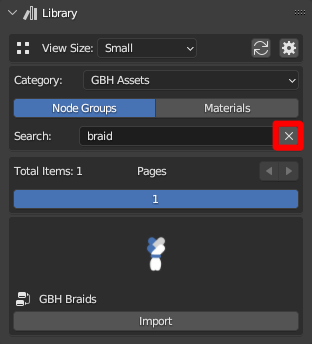 Library
View Size: Small
Category: GBH Assets
Node Groups Materials
Search: braid
Total Items: 1 Pages
1
GBH Braids
Import